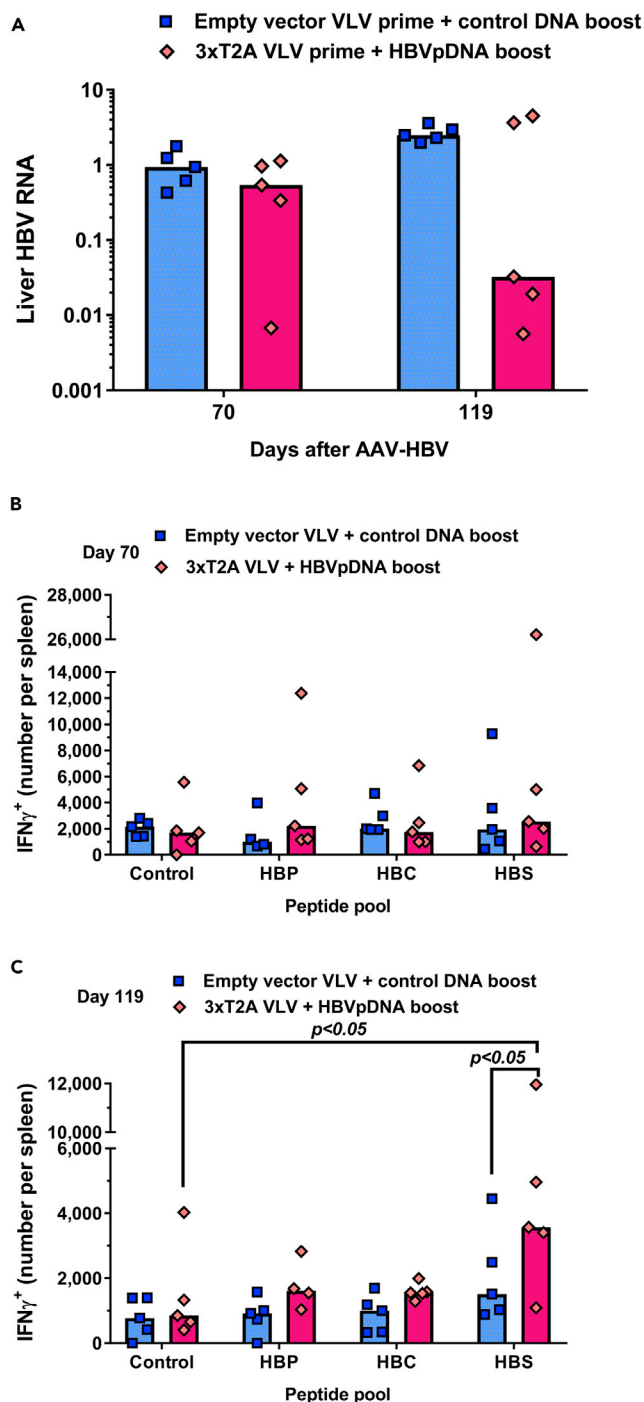 A
Empty vector VLV prime + control DNA boost
3xT2A VLV prime + HBVpDNA boost
Liver HBV RNA
10
1
0.1
0.01
0.001
70
119
Days after AAV-HBV
B
Day 70
Empty vector VLV + control DNA boost
3xT2A VLV + HBVpDNA boost
IFNγ+ (number per spleen)
28,000
26,000
14,000
12,000
10,000
8,000
6,000
4,000
2,000
0
Control HBP HBC HBS
Peptide pool
C
Day 119
Empty vector VLV + control DNA boost
3xT2A VLV + HBVpDNA boost
p<0.05
p<0.05
IFNγ+ (number per spleen)
12,000
10,000
6,000
4,000
2,000
0
Control HBP HBC HBS
Peptide pool